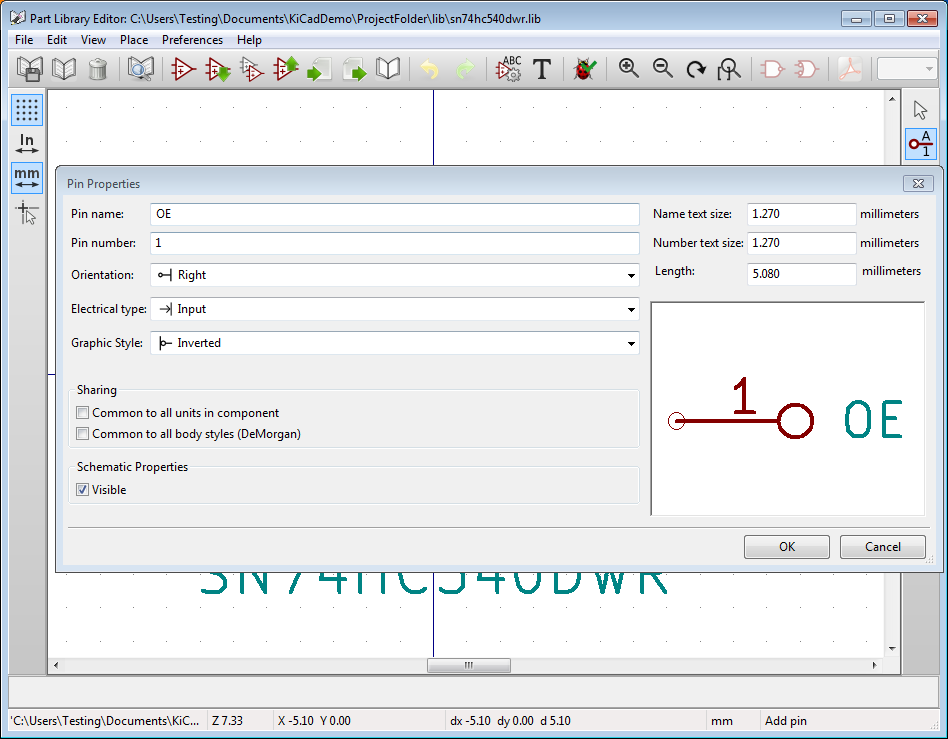 Part Library Editor: C:\Users\Testing\Documents\KiCadDemo\ProjectFolder\lib\sn74hc540dwr.lib
File Edit View Place Preferences Help
ABC
T
In
mm
A
1
Pin Properties
Pin name: OE
Name text size: 1.270 millimeters
Pin number: 1
Number text size: 1.270 millimeters
Orientation: Right
Length: 5.080 millimeters
Electrical type: Input
Graphic Style: Inverted
1 OE
Sharing
Common to all units in component
Common to all body styles (DeMorgan)
Schematic Properties
Visible
OK Cancel
SN74HC540DWR
'C:\Users\Testing\Documents\KiC... Z 7.33 X -5.10 Y 0.00 dx -5.10 dy 0.00 d 5.10 mm Add pin